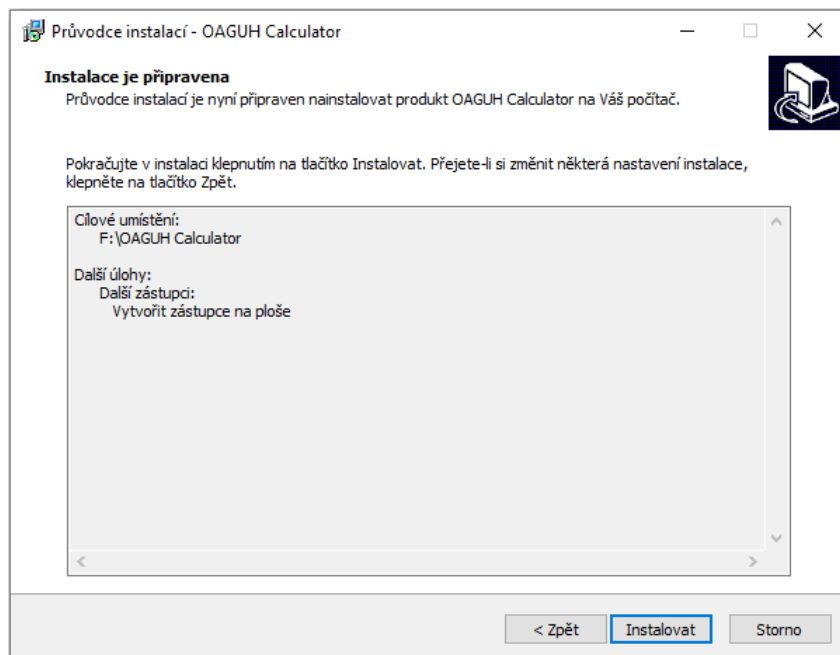 Průvodce instalací - OAGUH Calculator
Instalace je připravena
Průvodce instalací je nyní připraven nainstalovat produkt OAGUH Calculator na Váš počítač.
Pokračujte v instalaci klepnutím na tlačítko Instalovat. Přejete-li si změnit některá nastavení instalace,
klepněte na tlačítko Zpět.
Cílové umístění:
F:\OAGUH Calculator
Další úlohy:
Další zástupci:
Vytvořit zástupce na ploše
< Zpět
Instalovat
Storno